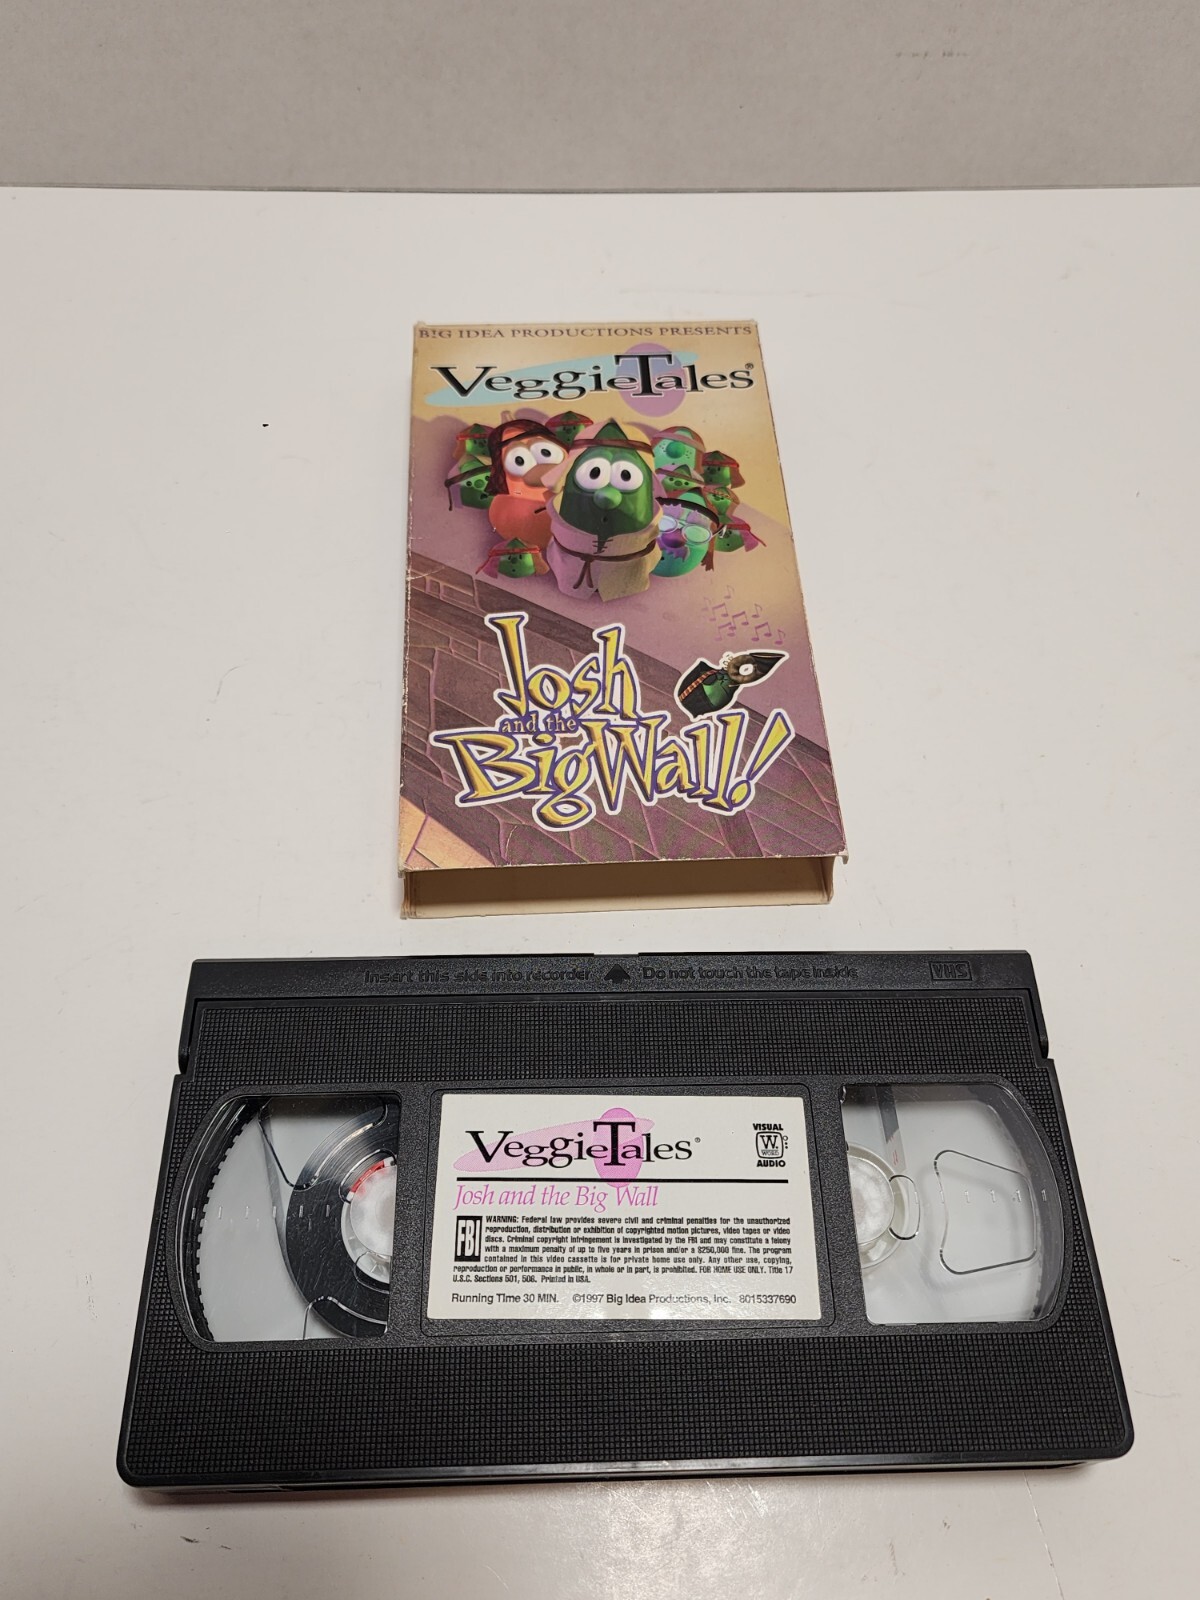 BIG IDEA PRODUCTIONS PRESENTS
VeggieTales®
Josh
and the
Big Wall!
Insert this side into recorder ▲ Do not touch the tape inside
VHS
VeggieTales®
VISUAL
W
WORD
AUDIO
Josh and the Big Wall
FBI
WARNING: Federal law provides severe civil and criminal penalties for the unauthorized
reproduction, distribution or exhibition of copyrighted motion pictures, video tapes or video
discs. Criminal copyright infringement is investigated by the FBI and may constitute a felony
with a maximum penalty of up to five years in prison and/or a $250,000 fine. The program
contained in this video cassette is for private home use only. Any other use, copying,
reproduction or performance in public, in whole or in part, is prohibited. FOR HOME USE ONLY. Title 17
U.S.C. Sections 501, 506. Printed in USA.
Running Time 30 MIN. ©1997 Big Idea Productions, Inc. 8015337690